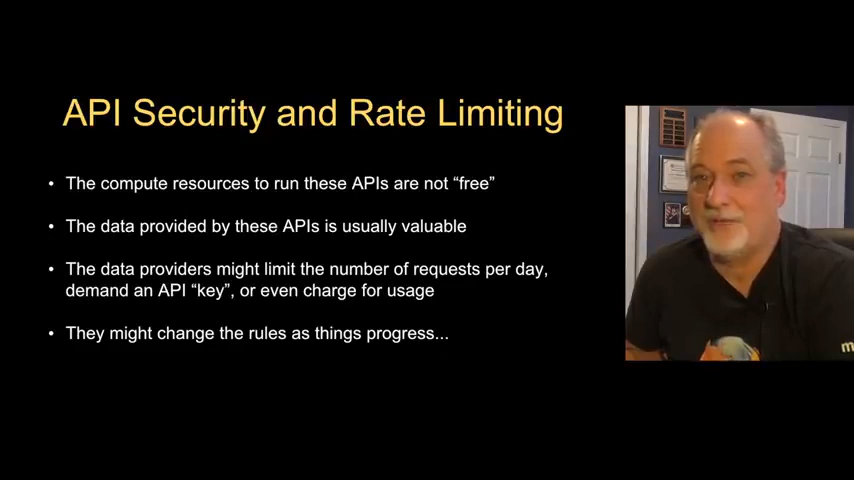 API Security and Rate Limiting
• The compute resources to run these APIs are not “free”
• The data provided by these APIs is usually valuable
• The data providers might limit the number of requests per day,
demand an API “key”, or even charge for usage
• They might change the rules as things progress...
m